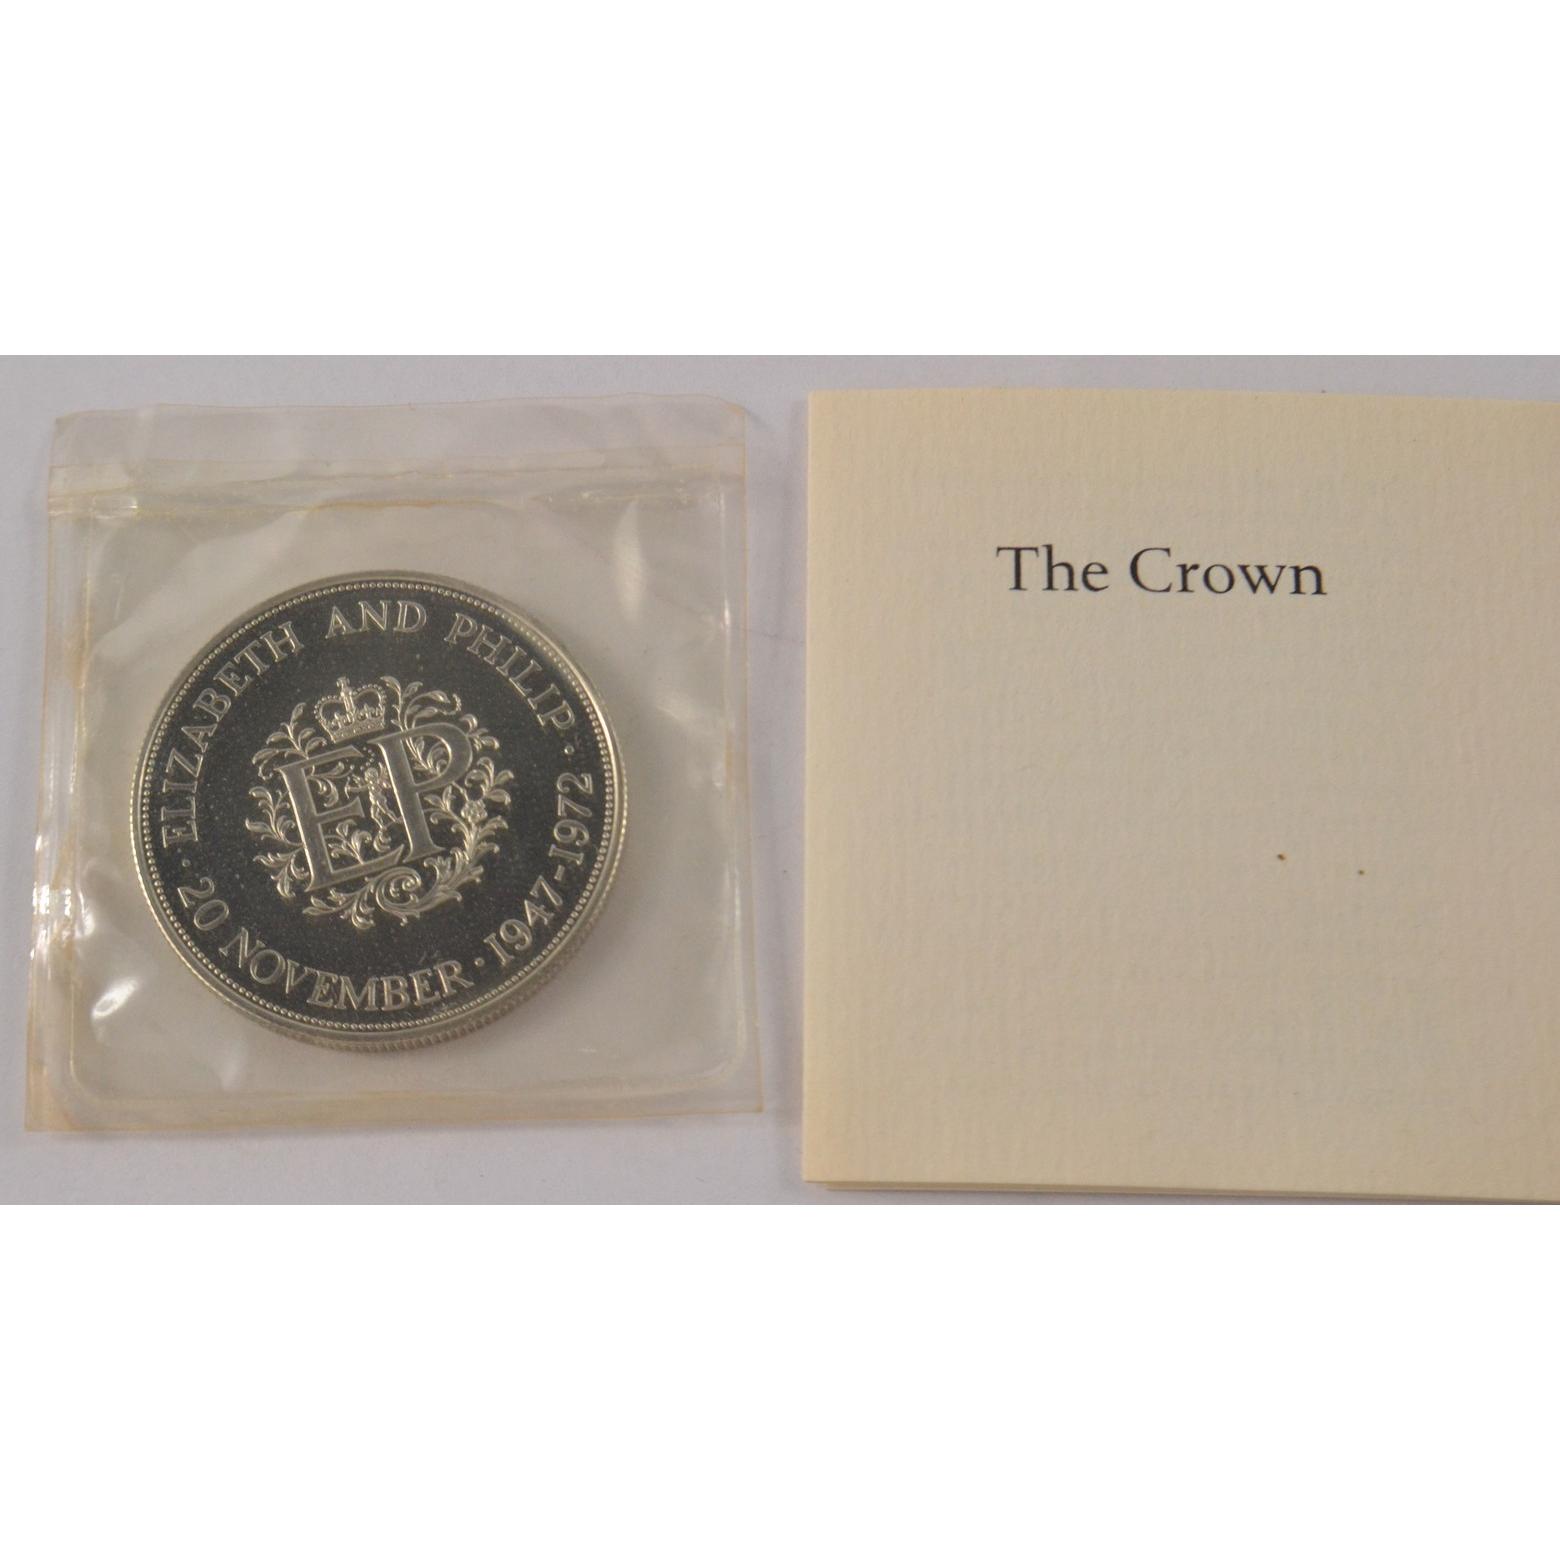 ELIZABETH AND PHILIP · 20 NOVEMBER · 1947-1972 ·
EP
The Crown